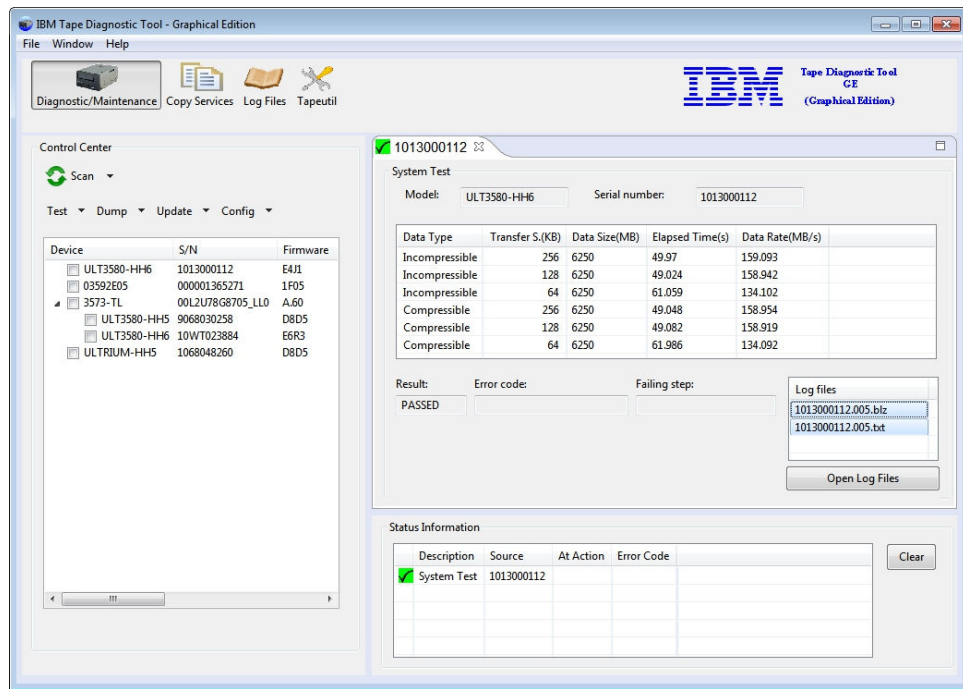 IBM Tape Diagnostic Tool - Graphical Edition
File Window Help
Diagnostic/Maintenance Copy Services Log Files Tapeutil
IBM
Tape Diagnostic Tool
GE
(Graphical Edition)
Control Center
Scan
Test Dump Update Config
Device S/N Firmware
ULT3580-HH6 1013000112 E4J1
03592E05 000001365271 1F05
3573-TL 00L2U78G8705_LL0 A.60
ULT3580-HH5 9068030258 D8D5
ULT3580-HH6 10WT023884 E6R3
ULTRIUM-HH5 1068048260 D8D5
1013000112
System Test
Model: ULT3580-HH6 Serial number: 1013000112
Data Type Transfer S.(KB) Data Size(MB) Elapsed Time(s) Data Rate(MB/s)
Incompressible 256 6250 49.97 159.093
Incompressible 128 6250 49.024 158.942
Incompressible 64 6250 61.059 134.102
Compressible 256 6250 49.048 158.954
Compressible 128 6250 49.082 158.919
Compressible 64 6250 61.986 134.092
Result: Error code: Failing step:
PASSED
Log files
1013000112.005.blz
1013000112.005.txt
Open Log Files
Status Information
Description Source At Action Error Code
System Test 1013000112
Clear